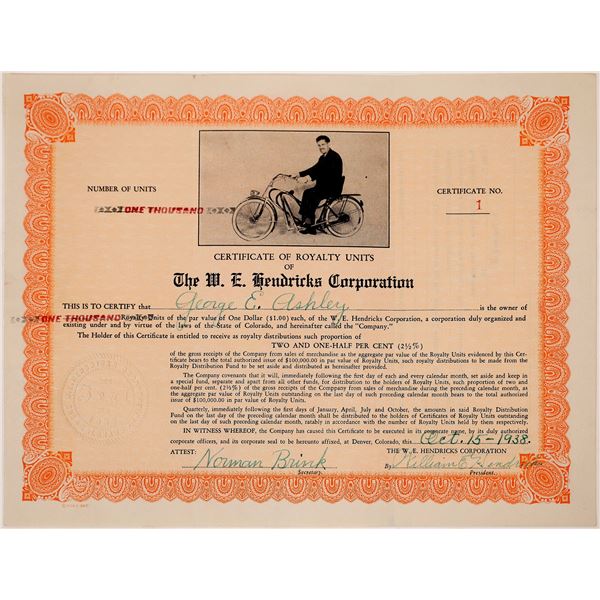 NUMBER OF UNITS
ONE THOUSAND
CERTIFICATE NO.
1
CERTIFICATE OF ROYALTY UNITS
OF
The W. E. Hendricks Corporation
THIS IS TO CERTIFY that George E. Ashley is the owner of
ONE THOUSAND Royalty Units of the par value of One Dollar ($1.00) each, of the W. E. Hendricks Corporation, a corporation duly organized and
existing under and by virtue of the laws of the State of Colorado, and hereinafter called the "Company."
The Holder of this Certificate is entitled to receive as royalty distributions such proportion of
TWO AND ONE-HALF PER CENT (2½%)
of the gross receipts of the Company from sales of merchandise as the aggregate par value of the Royalty Units evidenced by this Cer-
tificate bears to the total authorized issue of $100,000.00 in par value of Royalty Units, such royalty distributions to be made from the
Royalty Distribution Fund to be set aside and distributed as hereinafter provided.
The Company covenants that it will, immediately following the first day of each and every calendar month, set aside and keep in
a special fund, separate and apart from all other funds, for distribution to the holders of Royalty Units, such proportion of two and
one-half per cent (2½%) of the gross receipts of the Company from sales of merchandise during the preceding calendar month, as the
aggregate par value of Royalty Units outstanding on the last day of such preceding calendar month bears to the total authorized
issue of $100,000.00 in par value of Royalty Units.
Quarterly, immediately following the first days of January, April, July and October, the amounts in said Royalty Distribution
Fund on the last day of the preceding calendar month shall be distributed to the holders of Certificates of Royalty Units outstanding
on the last day of such preceding calendar month, ratably in accordance with the number of Royalty Units held by them respectively.
IN WITNESS WHEREOF, the Company has caused this Certificate to be executed in its corporate name, by its duly authorized
corporate officers, and its corporate seal to be hereunto affixed, at Denver, Colorado, this Oct. 15-1938.
ATTEST:
THE W. E. HENDRICKS CORPORATION
Norman Brink
Secretary.
By William E. Hendricks
President.